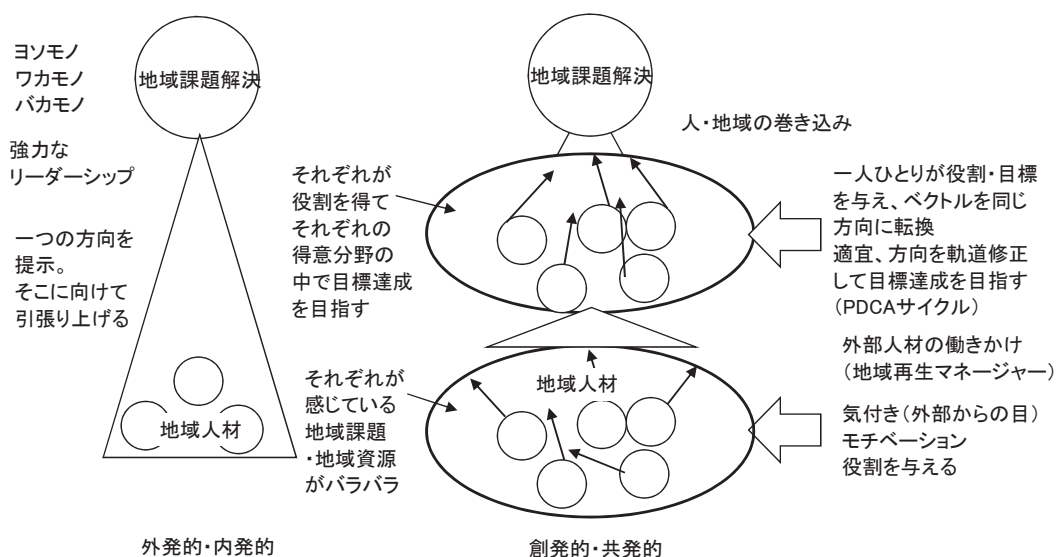 ヨソモノ
ワカモノ
バカモノ
強力な
リーダーシップ
一つの方向を
提示。
そこに向けて
引張り上げる
地域課題解決
地域人材
外発的・内発的
地域課題解決
人・地域の巻き込み
それぞれが
役割を得て
それぞれの
得意分野の
中で目標達成
を目指す
一人ひとりが役割・目標
を与え、ベクトルを同じ
方向に転換
適宜、方向を軌道修正
して目標達成を目指す
(PDCAサイクル)
外部人材の働きかけ
(地域再生マネージャー)
それぞれが
感じている
地域課題
・地域資源
がバラバラ
地域人材
気付き(外部からの目)
モチベーション
役割を与える
創発的・共発的